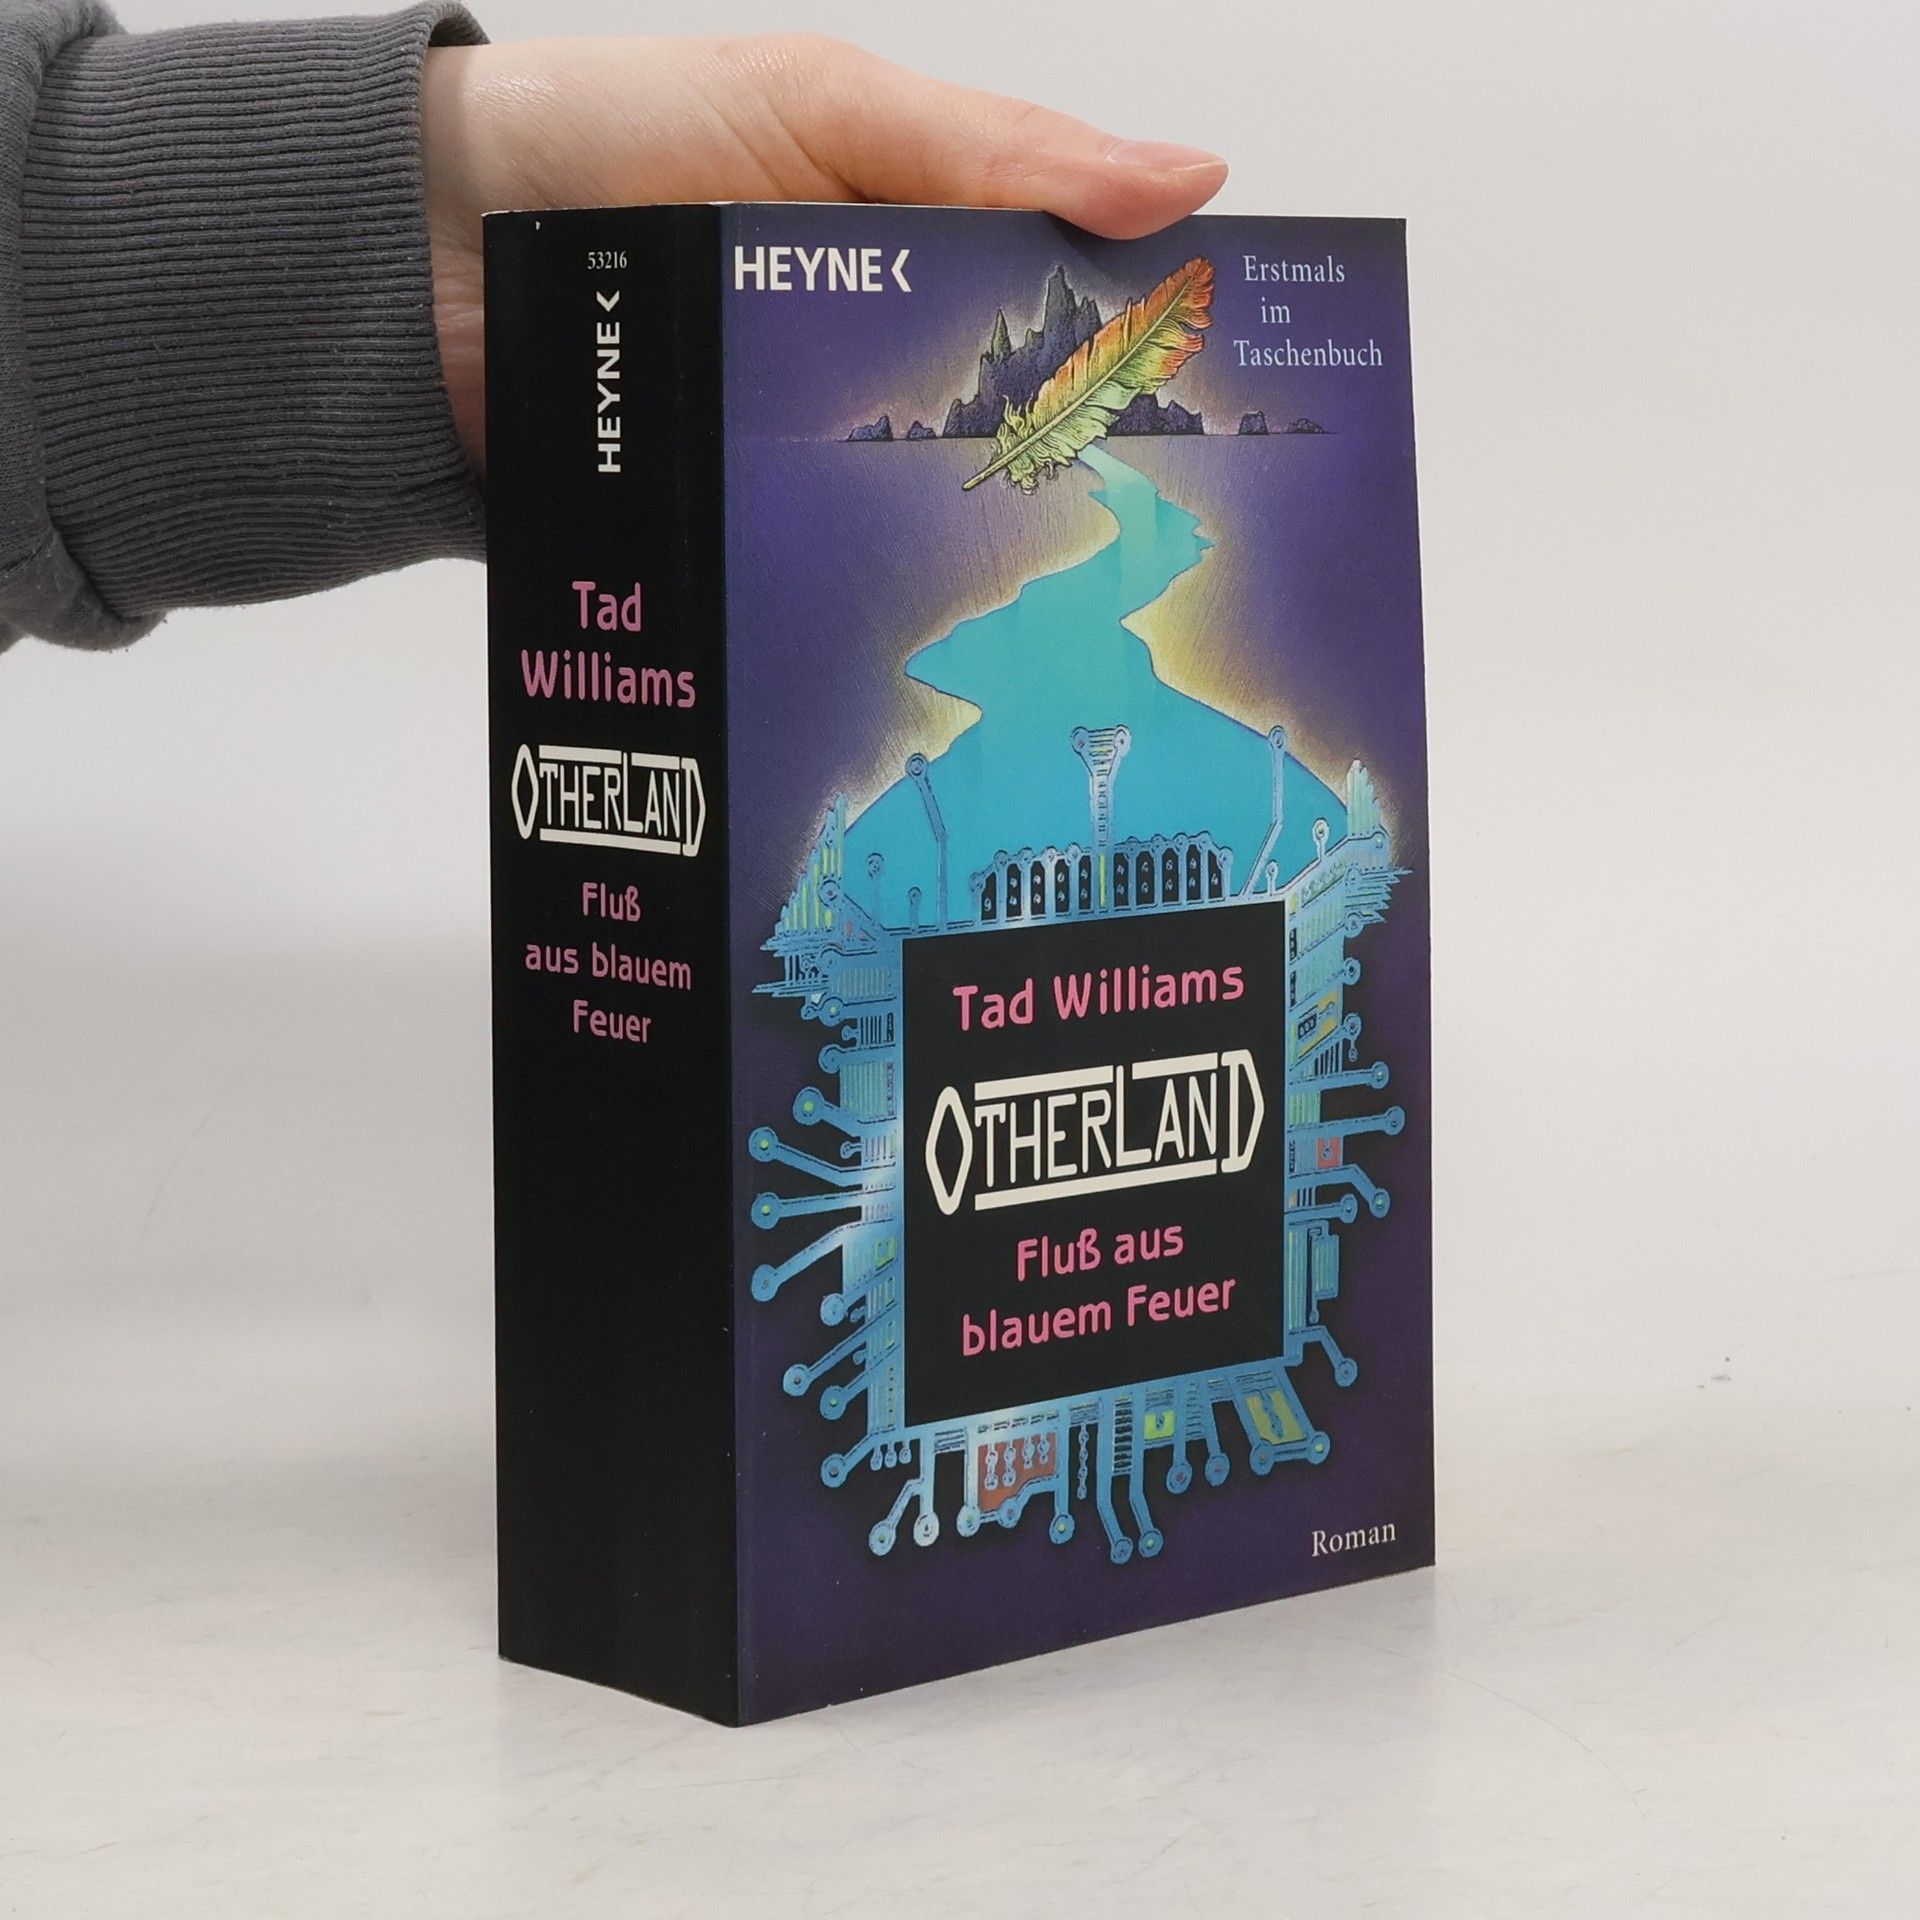 53216
HEYNE<
Tad
Williams
OTHERLAND
Fluß
aus blauem
Feuer
HEYNE<
Erstmals
im
Taschenbuch
Tad Williams
OTHERLAND
Fluß aus
blauem Feuer
Roman